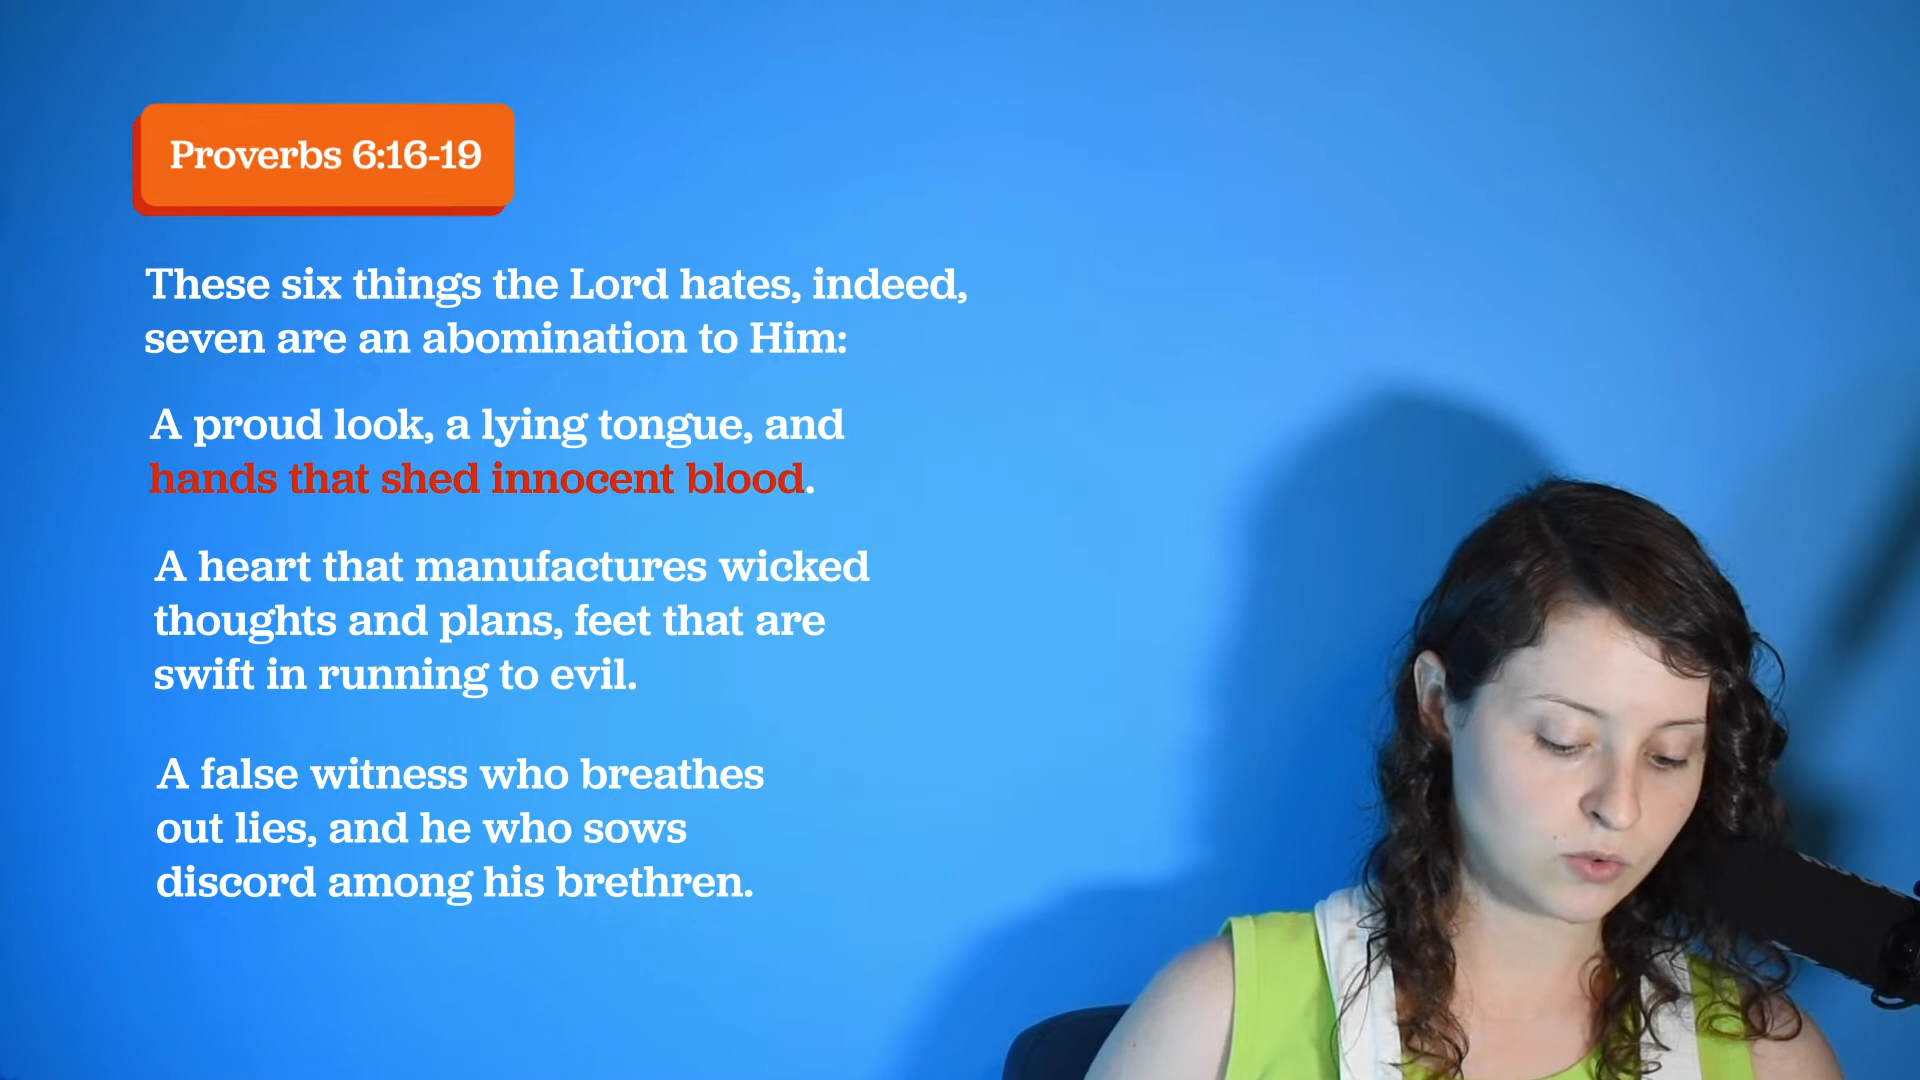 Proverbs 6:16-19
These six things the Lord hates, indeed,
seven are an abomination to Him:
A proud look, a lying tongue, and
hands that shed innocent blood.
A heart that manufactures wicked
thoughts and plans, feet that are
swift in running to evil.
A false witness who breathes
out lies, and he who sows
discord among his brethren.